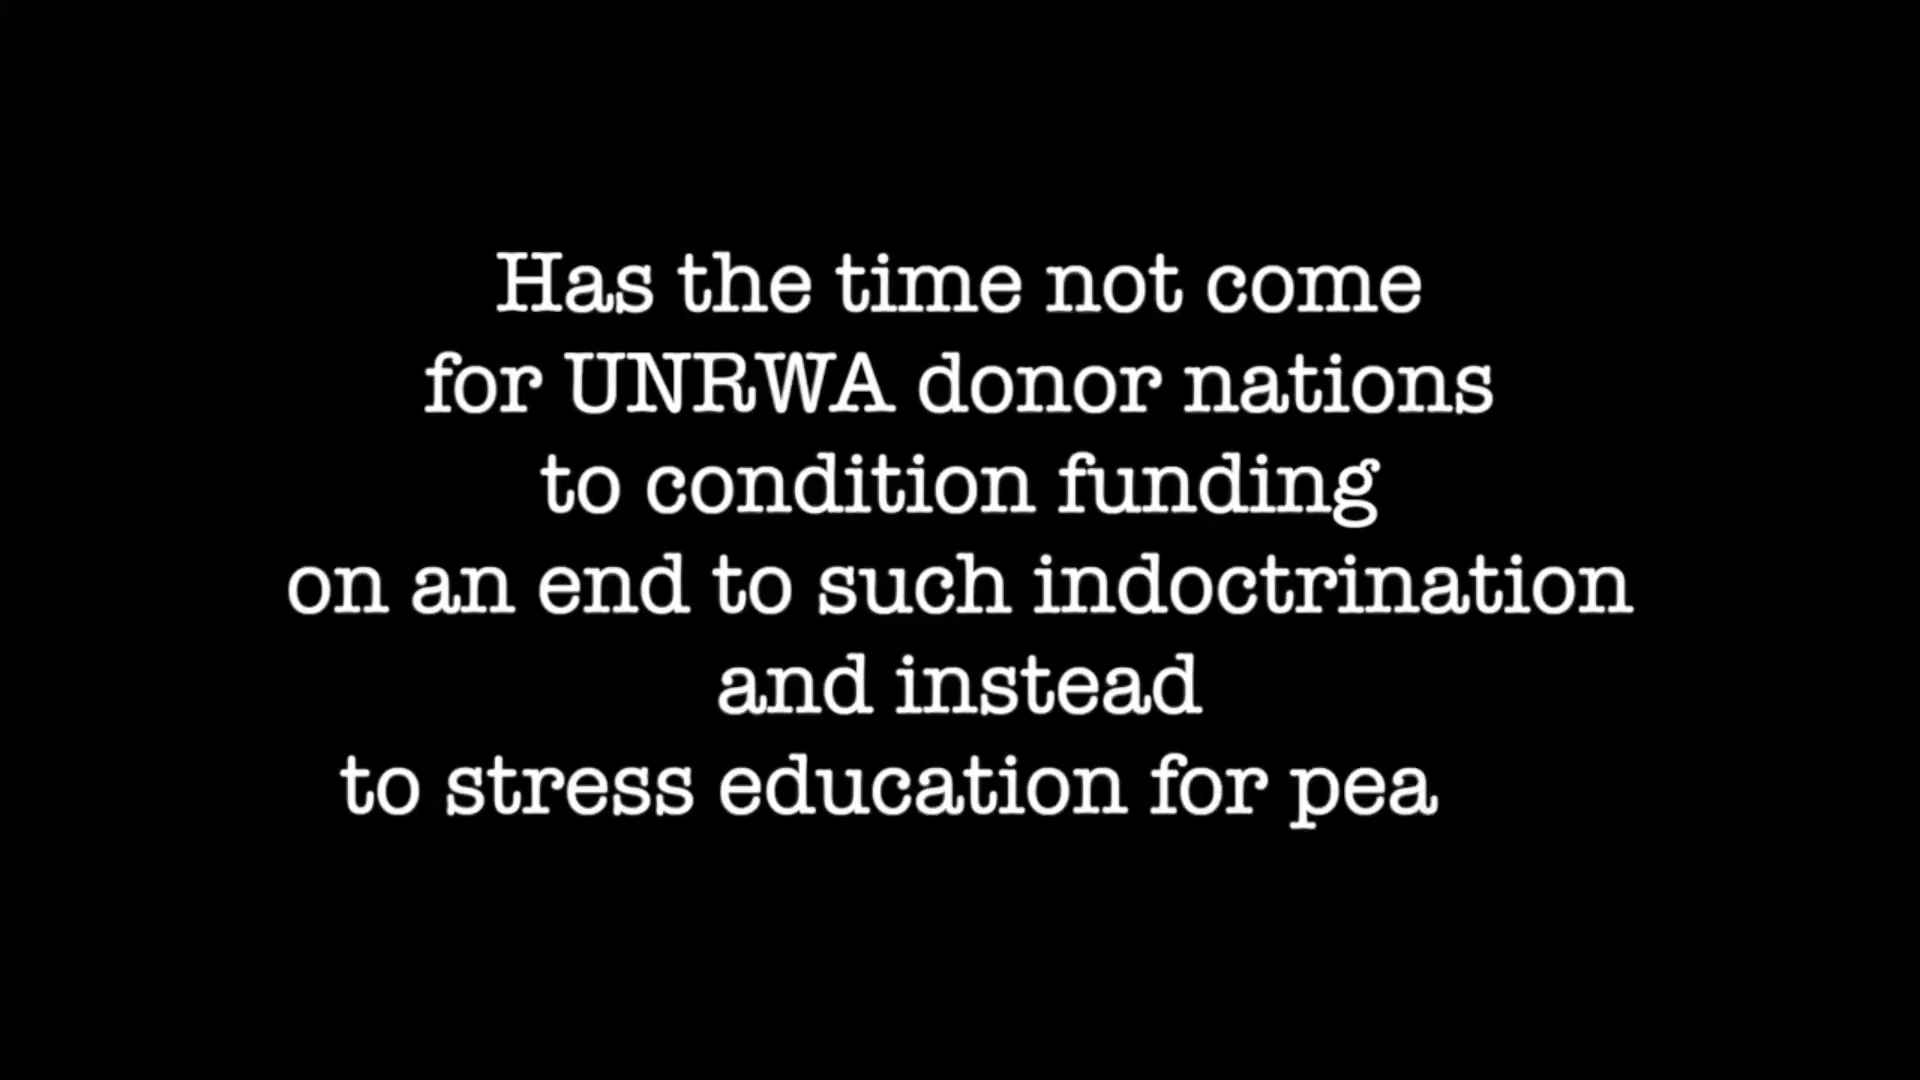 Has the time not come
for UNRWA donor nations
to condition funding
on an end to such indoctrination
and instead
to stress education for pea